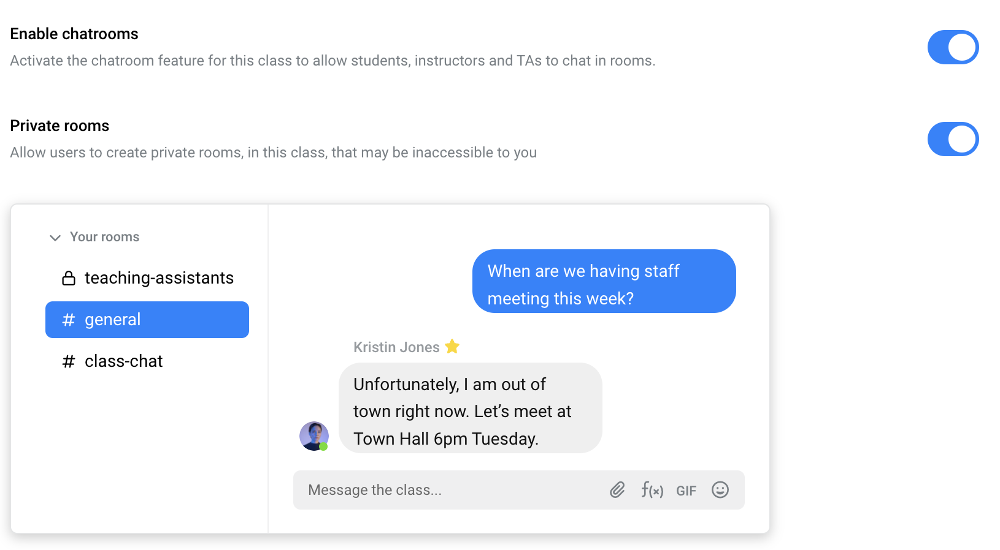 Enable chatrooms
Activate the chatroom feature for this class to allow students, instructors and TAs to chat in rooms.
Private rooms
Allow users to create private rooms, in this class, that may be inaccessible to you
Your rooms
teaching-assistants
# general
# class-chat
When are we having staff
meeting this week?
Kristin Jones
Unfortunately, I am out of
town right now. Let’s meet at
Town Hall 6pm Tuesday.
Message the class... f(x) GIF